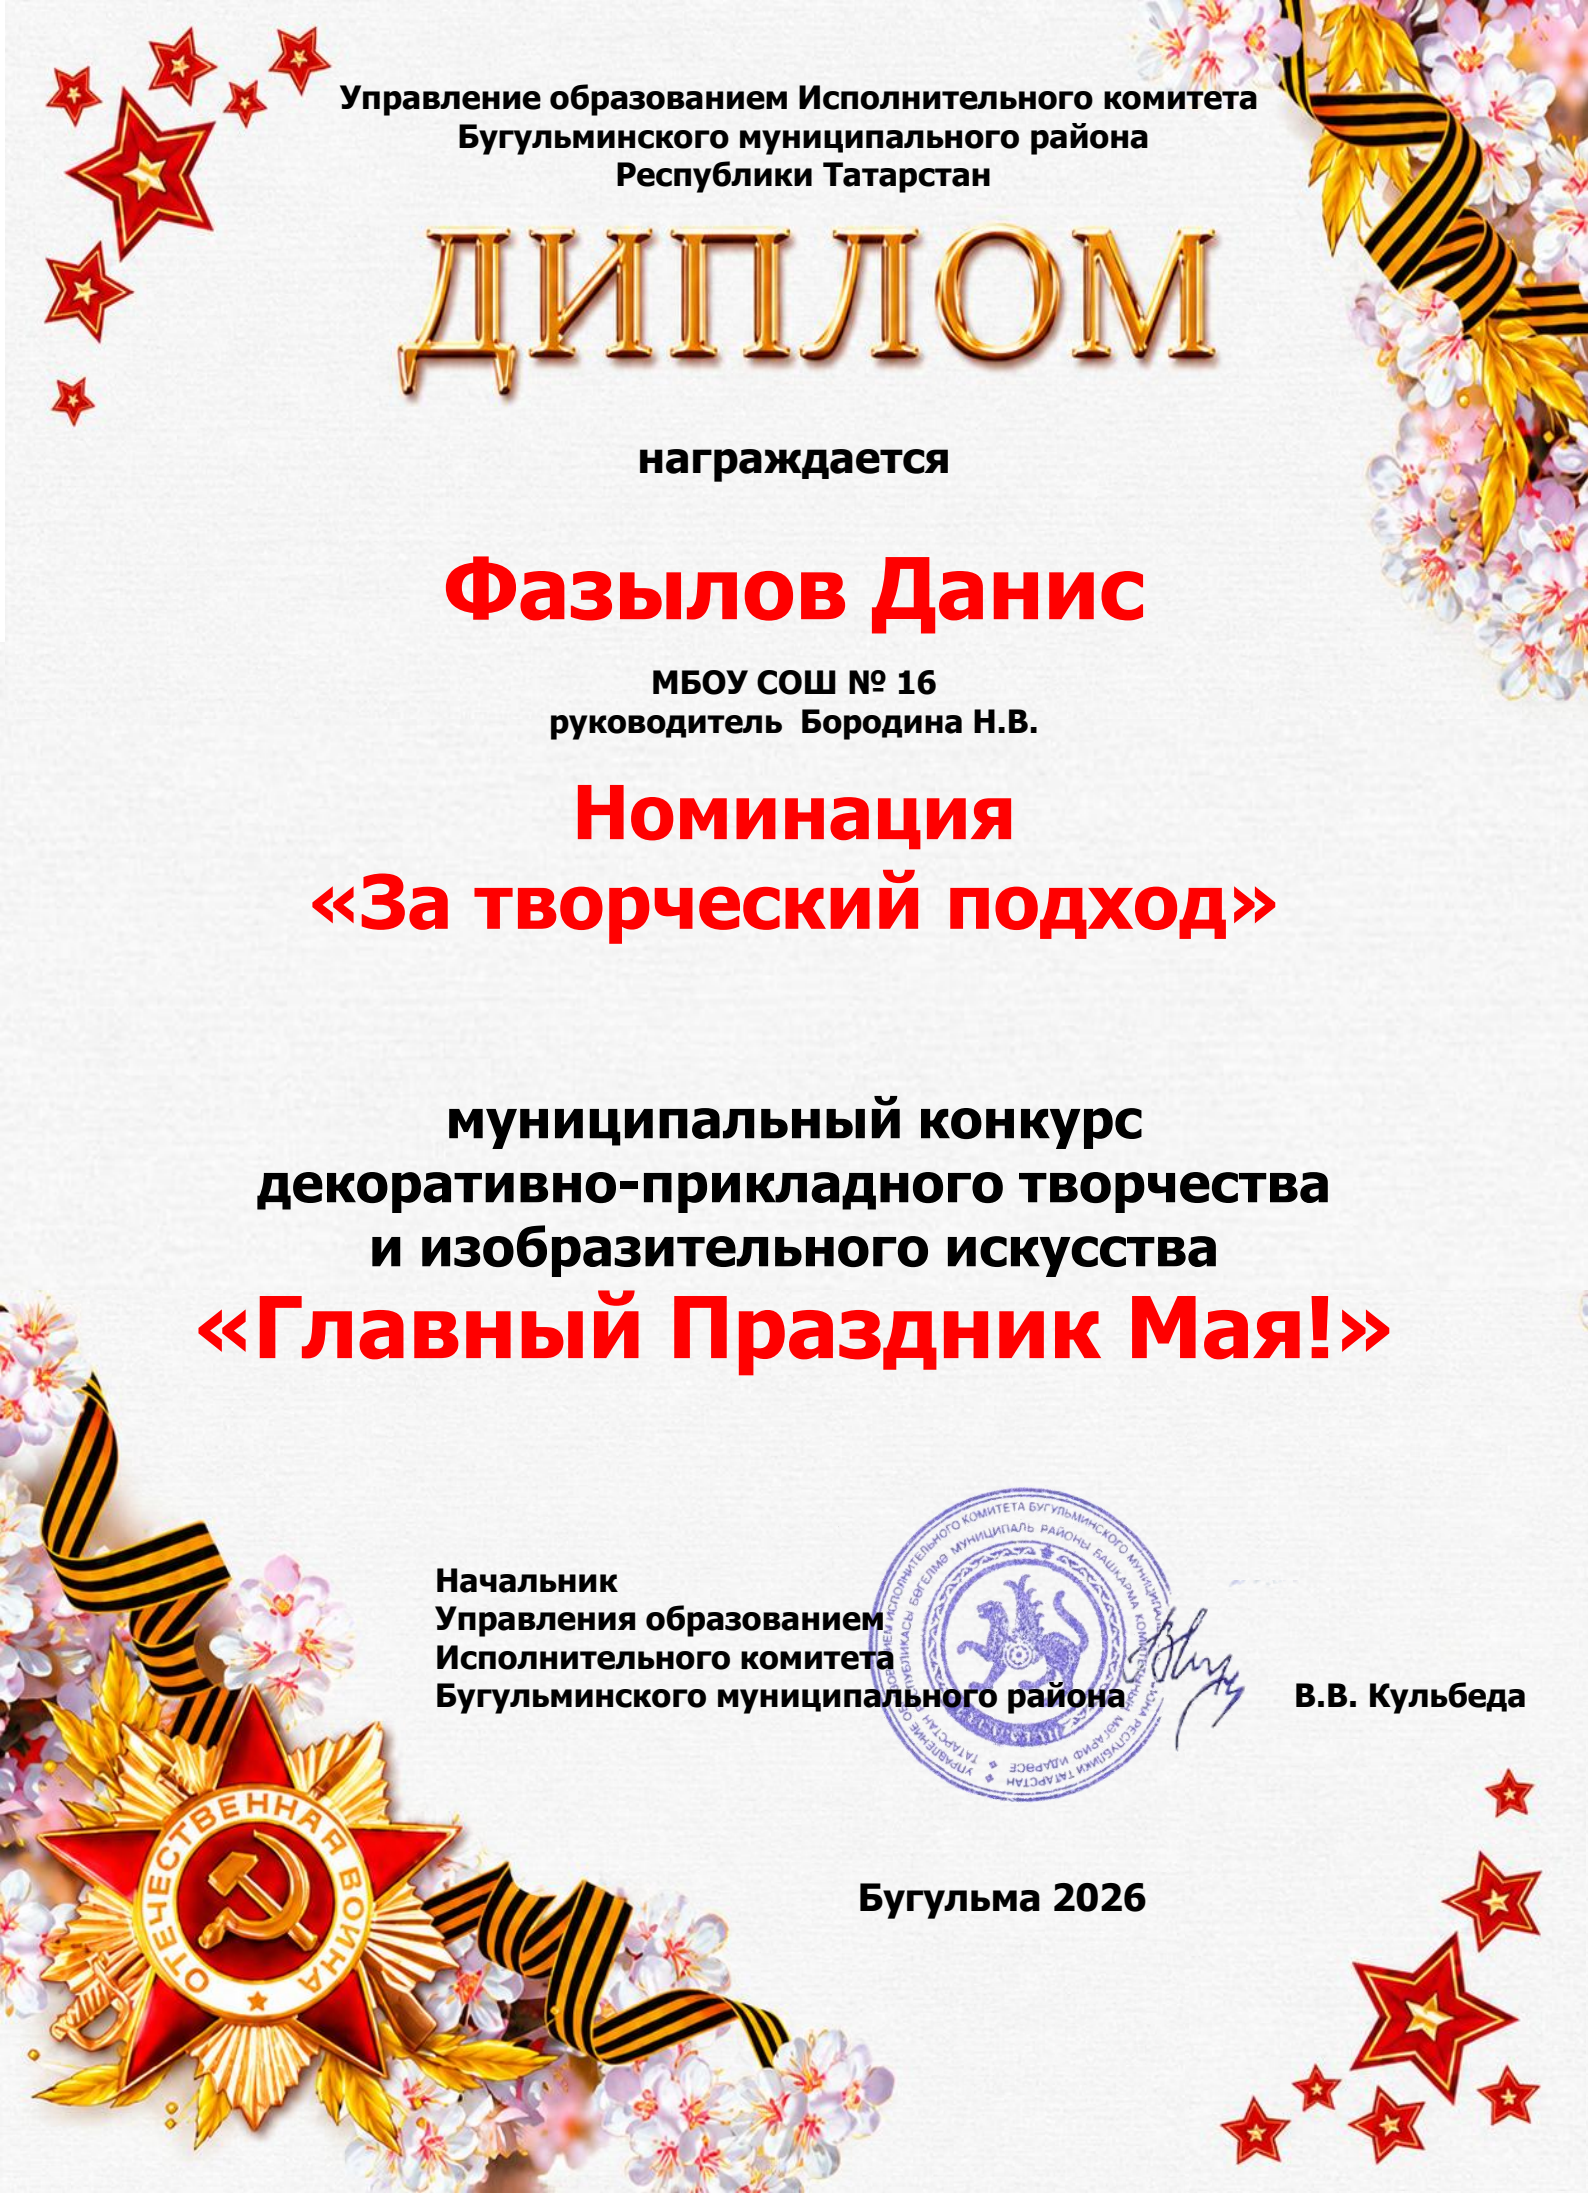 Управление образованием Исполнительного комитета
Бугульминского муниципального района
Республики Татарстан
ДИПЛОМ
награждается
Фазылов Данис
МБОУ СОШ № 16
руководитель Бородина Н.В.
Номинация
«За творческий подход»
муниципальный конкурс
декоративно-прикладного творчества
и изобразительного искусства
«Главный Праздник Мая!»
Начальник
Управления образованием
Исполнительного комитета
Бугульминского муниципального района
В.В. Кульбеда
ОТЕЧЕСТВЕННАЯ ВОЙНА
Бугульма 2026